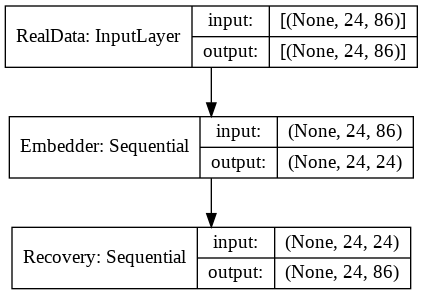 RealData: InputLayer
input:
[(None, 24, 86)]
output:
[(None, 24, 86)]
Embedder: Sequential
input:
(None, 24, 86)
output:
(None, 24, 24)
Recovery: Sequential
input:
(None, 24, 24)
output:
(None, 24, 86)